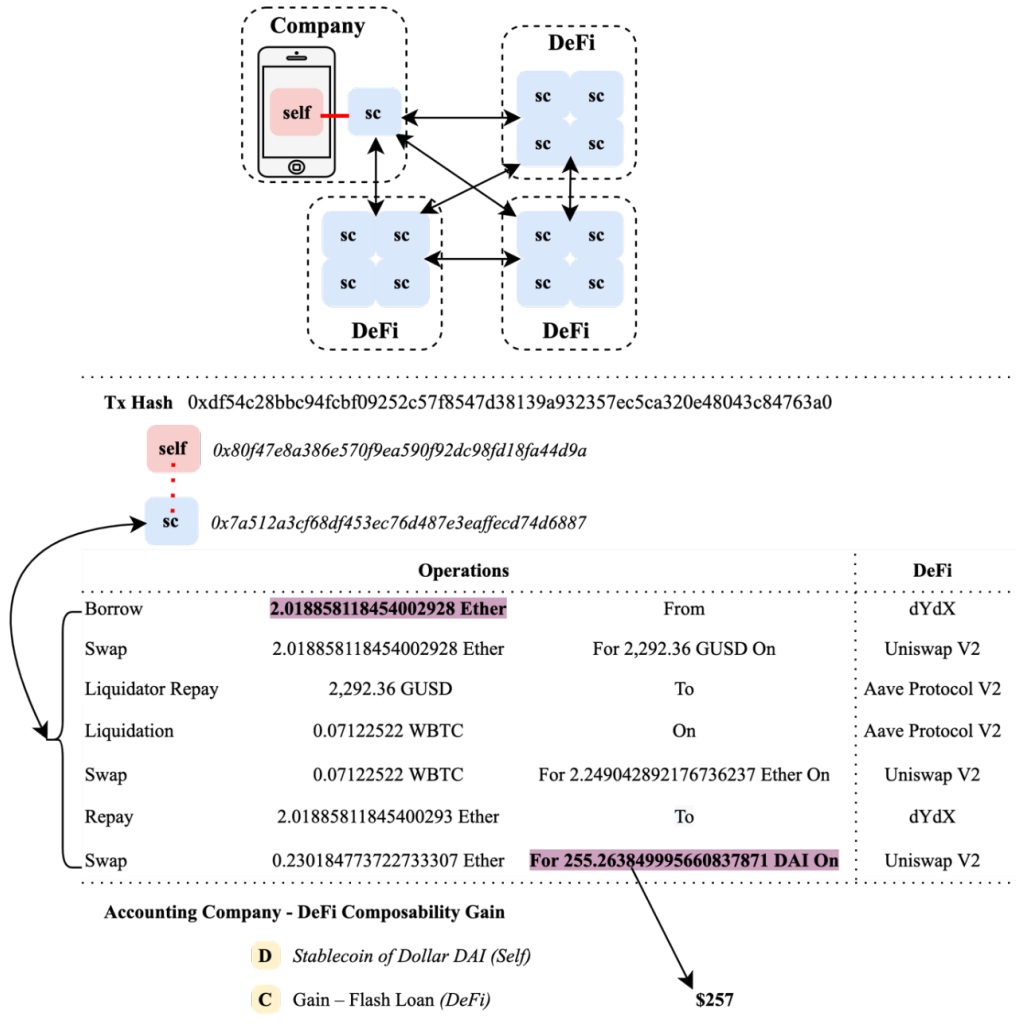 Company
DeFi
self
sc
sc sc
sc sc
sc sc
sc sc
sc sc
sc sc
DeFi
DeFi
Tx Hash 0xdf54c28bbc94fcbf09252c57f8547d38139a932357ec5ca320e48043c84763a0
self 0x80f47e8a386e570f9ea590f92dc98fd18fa44d9a
sc 0x7a512a3cf68df453ec76d487e3eaffecd74d6887
Operations DeFi
Borrow 2.018858118454002928 Ether From dYdX
Swap 2.018858118454002928 Ether For 2,292.36 GUSD On Uniswap V2
Liquidator Repay 2,292.36 GUSD To Aave Protocol V2
Liquidation 0.07122522 WBTC On Aave Protocol V2
Swap 0.07122522 WBTC For 2.249042892176736237 Ether On Uniswap V2
Repay 2.01885811845400293 Ether To dYdX
Swap 0.230184773722733307 Ether For 255.263849995660837871 DAI On Uniswap V2
Accounting Company - DeFi Composability Gain
D Stablecoin of Dollar DAI (Self)
C Gain – Flash Loan (DeFi) $257